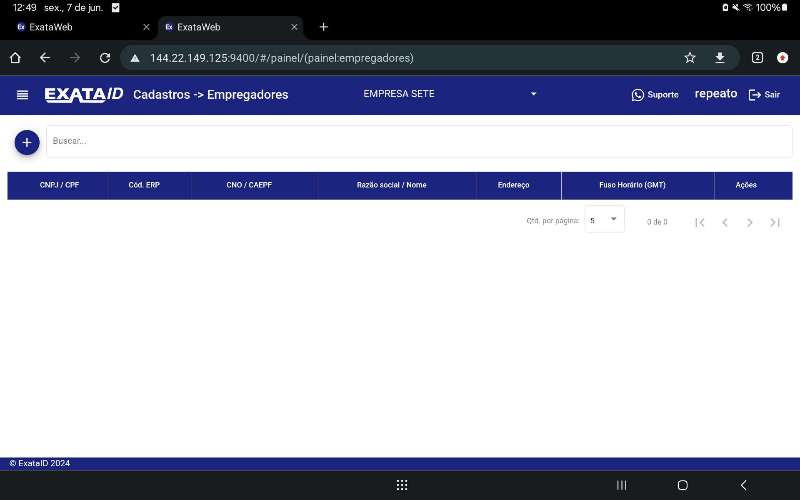 12:49 sex., 7 de jun. 100%
Ex ExataWeb Ex ExataWeb
144.22.149.125:9400/#/painel/(painel:empregadores) 2
EXATAID Cadastros -> Empregadores EMPRESA SETE Suporte repeato Sair
+ Buscar...
CNPJ / CPF Cód. ERP CNO / CAEPF Razão social / Nome Endereço Fuso Horário (GMT) Ações
Qtd. por página: 5 0 de 0
© ExataID 2024